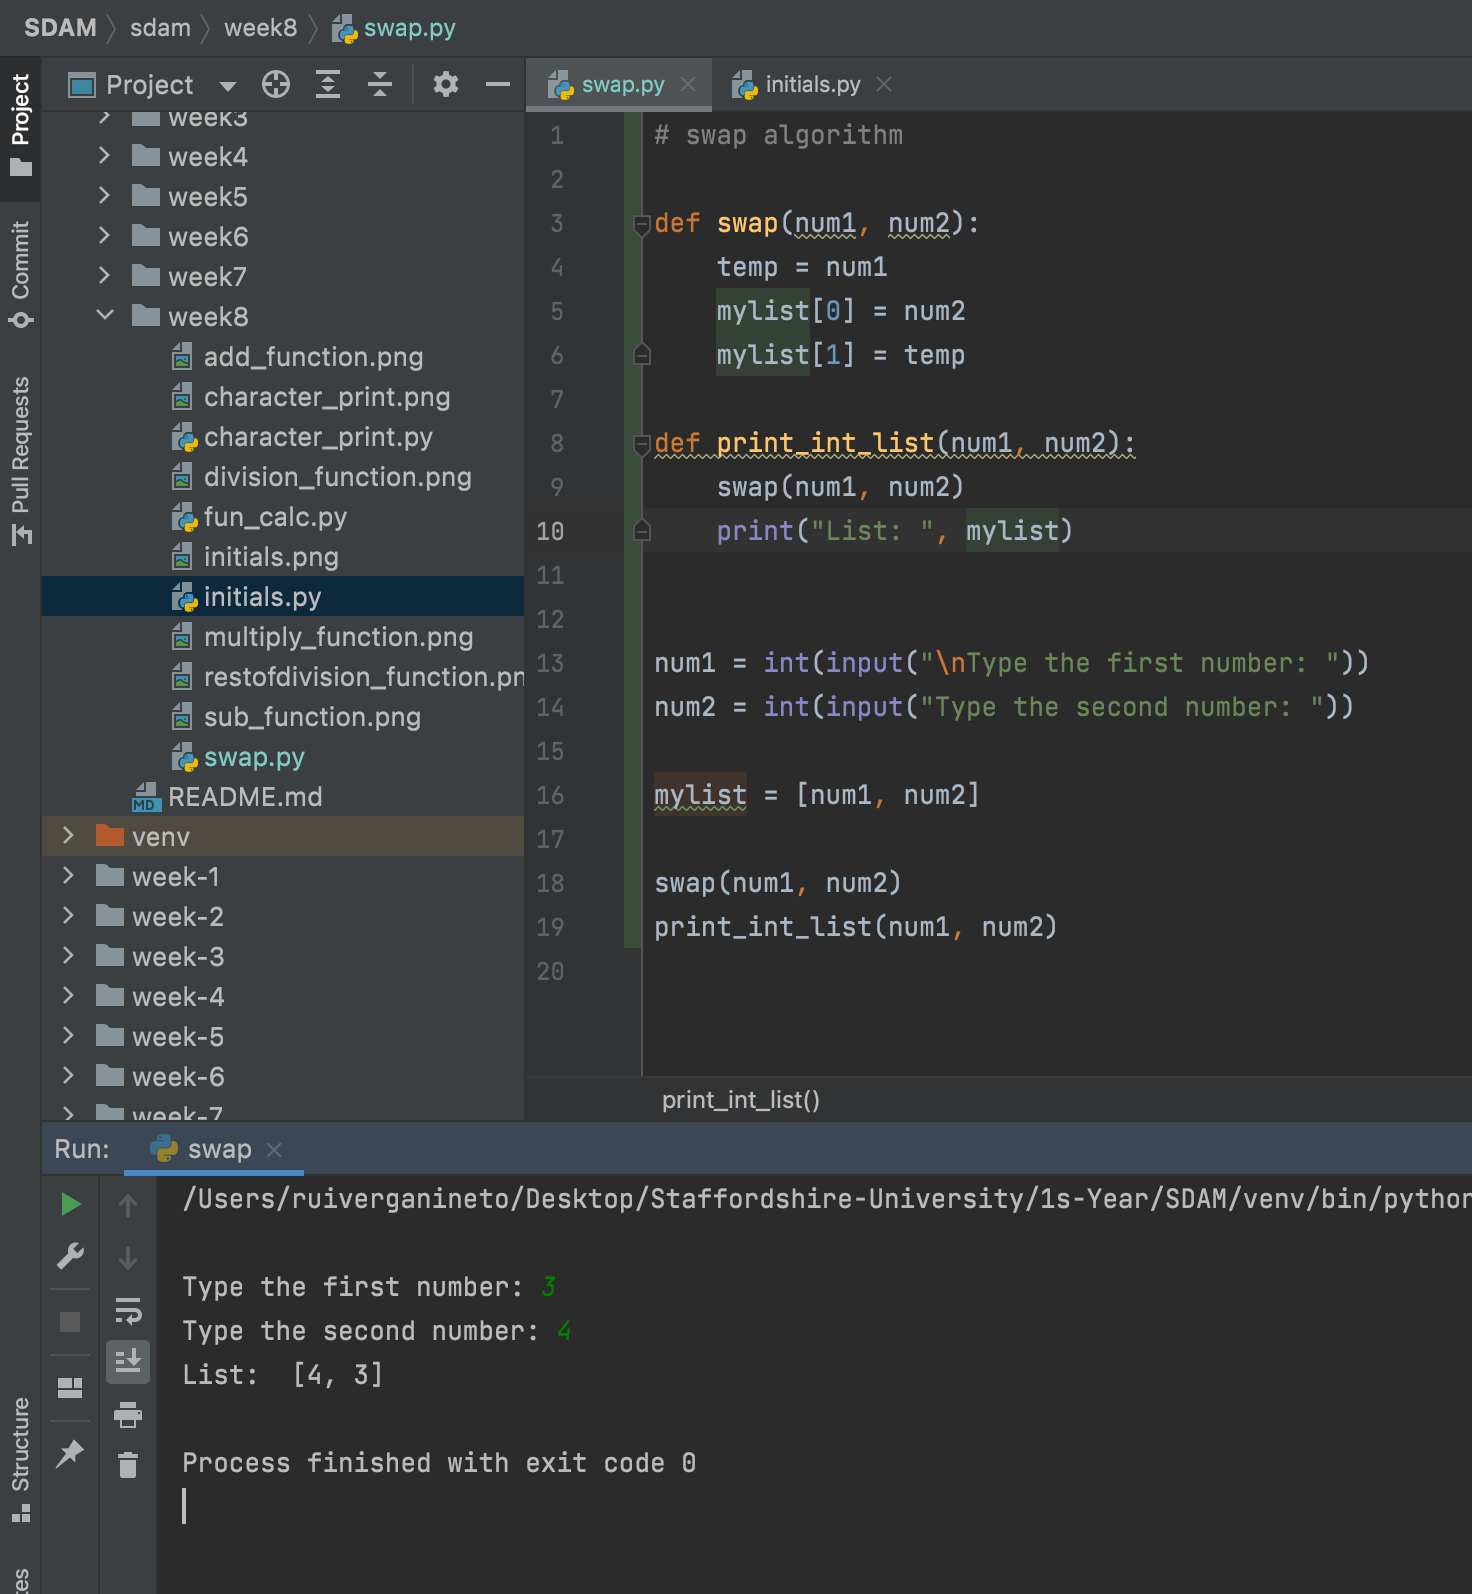 SDAM sdam week8 swap.py
Project
Commit
Pull Requests
Structure
Project
week3
week4
week5
week6
week7
week8
add_function.png
character_print.png
character_print.py
division_function.png
fun_calc.py
initials.png
initials.py
multiply_function.png
restofdivision_function.pn
sub_function.png
swap.py
MD README.md
venv
week-1
week-2
week-3
week-4
week-5
week-6
week-7
swap.py initials.py
1 # swap algorithm
2
3 def swap(num1, num2):
4     temp = num1
5     mylist[0] = num2
6     mylist[1] = temp
7
8 def print_int_list(num1, num2):
9     swap(num1, num2)
10     print("List: ", mylist)
11
12
13 num1 = int(input("\nType the first number: "))
14 num2 = int(input("Type the second number: "))
15
16 mylist = [num1, num2]
17
18 swap(num1, num2)
19 print_int_list(num1, num2)
20
print_int_list()
Run: swap
/Users/ruiverganineto/Desktop/Staffordshire-University/1s-Year/SDAM/venv/bin/python
Type the first number: 3
Type the second number: 4
List:  [4, 3]
Process finished with exit code 0